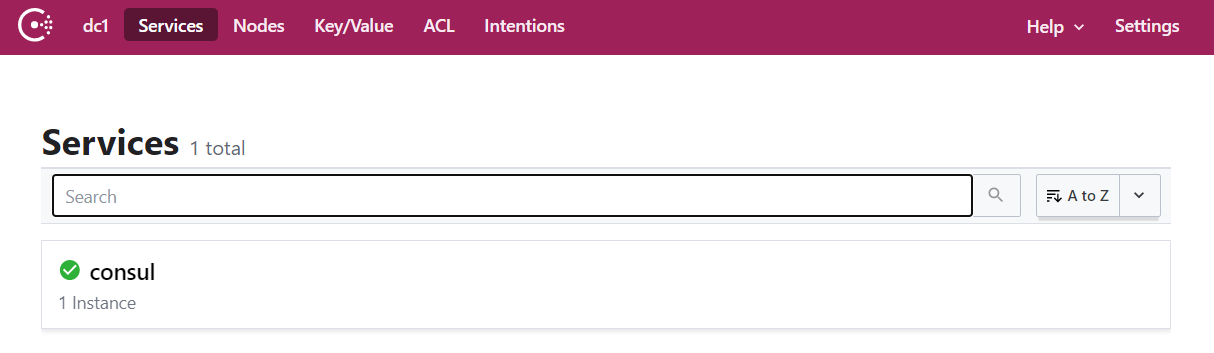 dc1 Services Nodes Key/Value ACL Intentions Help Settings
Services 1 total
Search A to Z
consul
1 Instance